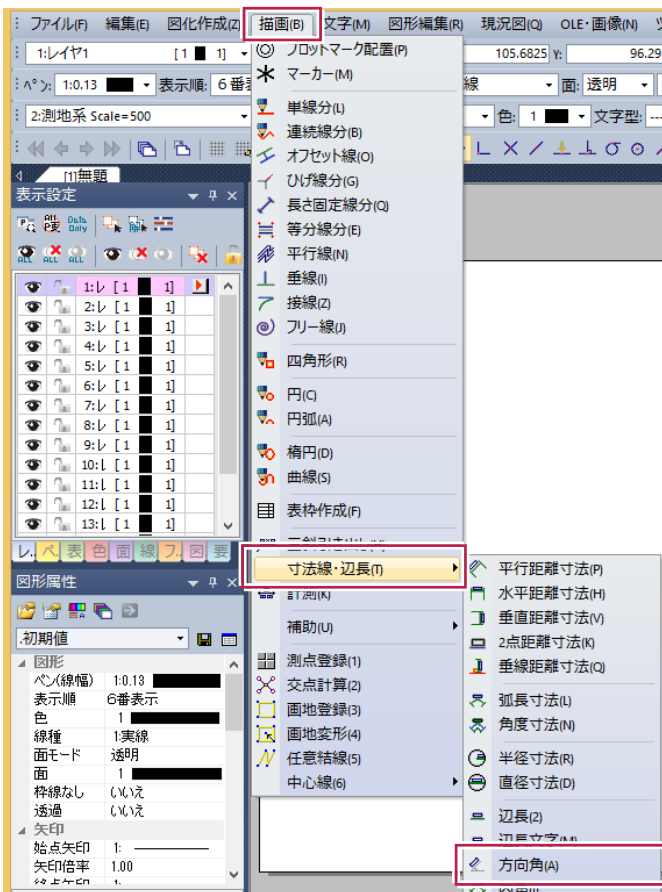 ファイル(F) 編集(E) 図化作成(Z) 描画(B) 文字(M) 図形編集(R) 現況図(Q) OLE・画像(N)
1:レイヤ1 [1 1] 105.6825 Y: 96.29
ペン: 1:0.13 表示順: 6番 線 面: 透明
2:測地系 Scale=500 色: 1 文字型:
[1]無題
表示設定
ALL ALL ALL
1:レ [1 1]
2:レ [1 1]
3:レ [1 1]
4:レ [1 1]
5:レ [1 1]
6:レ [1 1]
7:レ [1 1]
8:レ [1 1]
9:レ [1 1]
10:l [1 1]
11:l [1 1]
12:l [1 1]
13:l [1 1]
レ.. ペ. 表 色 面 線 フ.. 図 要
図形属性
.初期値
図形
ペン(線幅) 1:0.13
表示順 6番表示
色 1
線種 1:実線
面モード 透明
面 1
枠線なし いいえ
透過 いいえ
矢印
始点矢印 1:
矢印倍率 1.00
終点矢印 1:
プロットマーク配置(P)
マーカー(M)
単線分(L)
連続線分(B)
オフセット線(O)
ひげ線分(G)
長さ固定線分(Q)
等分線分(E)
平行線(N)
垂線(I)
接線(Z)
フリー線(J)
四角形(R)
円(C)
円弧(A)
楕円(D)
曲線(S)
表枠作成(F)
寸法線・辺長(T)
計測(K)
補助(U)
測点登録(1)
交点計算(2)
画地登録(3)
画地変形(4)
任意結線(5)
中心線(6)
平行距離寸法(P)
水平距離寸法(H)
垂直距離寸法(V)
2点距離寸法(K)
垂線距離寸法(Q)
弧長寸法(L)
角度寸法(N)
半径寸法(R)
直径寸法(D)
辺長(2)
辺長文字(M)
方向角(A)